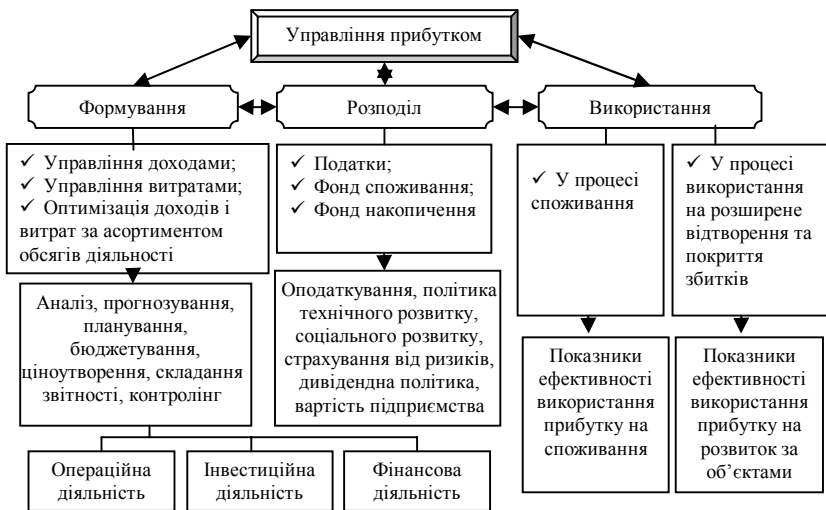 Управління прибутком
Формування
Розподіл
Використання
✓ Управління доходами;
✓ Управління витратами;
✓ Оптимізація доходів і
витрат за асортиментом
обсягів діяльності
✓ Податки;
✓ Фонд споживання;
✓ Фонд накопичення
✓ У процесі
споживання
✓ У процесі
використання
на розширене
відтворення та
покриття
збитків
Аналіз, прогнозування,
планування,
бюджетування,
ціноутворення, складання
звітності, контролінг
Оподаткування, політика
технічного розвитку,
соціального розвитку,
страхування від ризиків,
дивідендна політика,
вартість підприємства
Показники
ефективності
використання
прибутку на
споживання
Показники
ефективності
використання
прибутку на
розвиток за
об’єктами
Операційна
діяльність
Інвестиційна
діяльність
Фінансова
діяльність